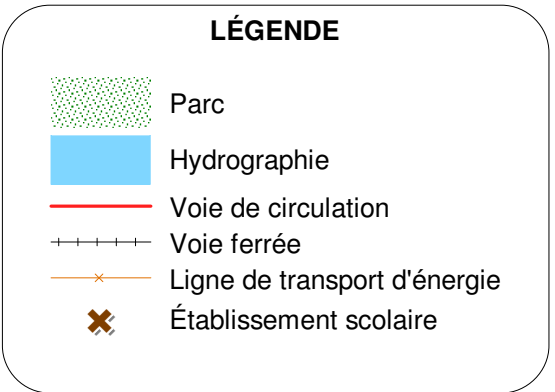 LÉGENDE
Parc
Hydrographie
Voie de circulation
Voie ferrée
Ligne de transport d'énergie
Établissement scolaire